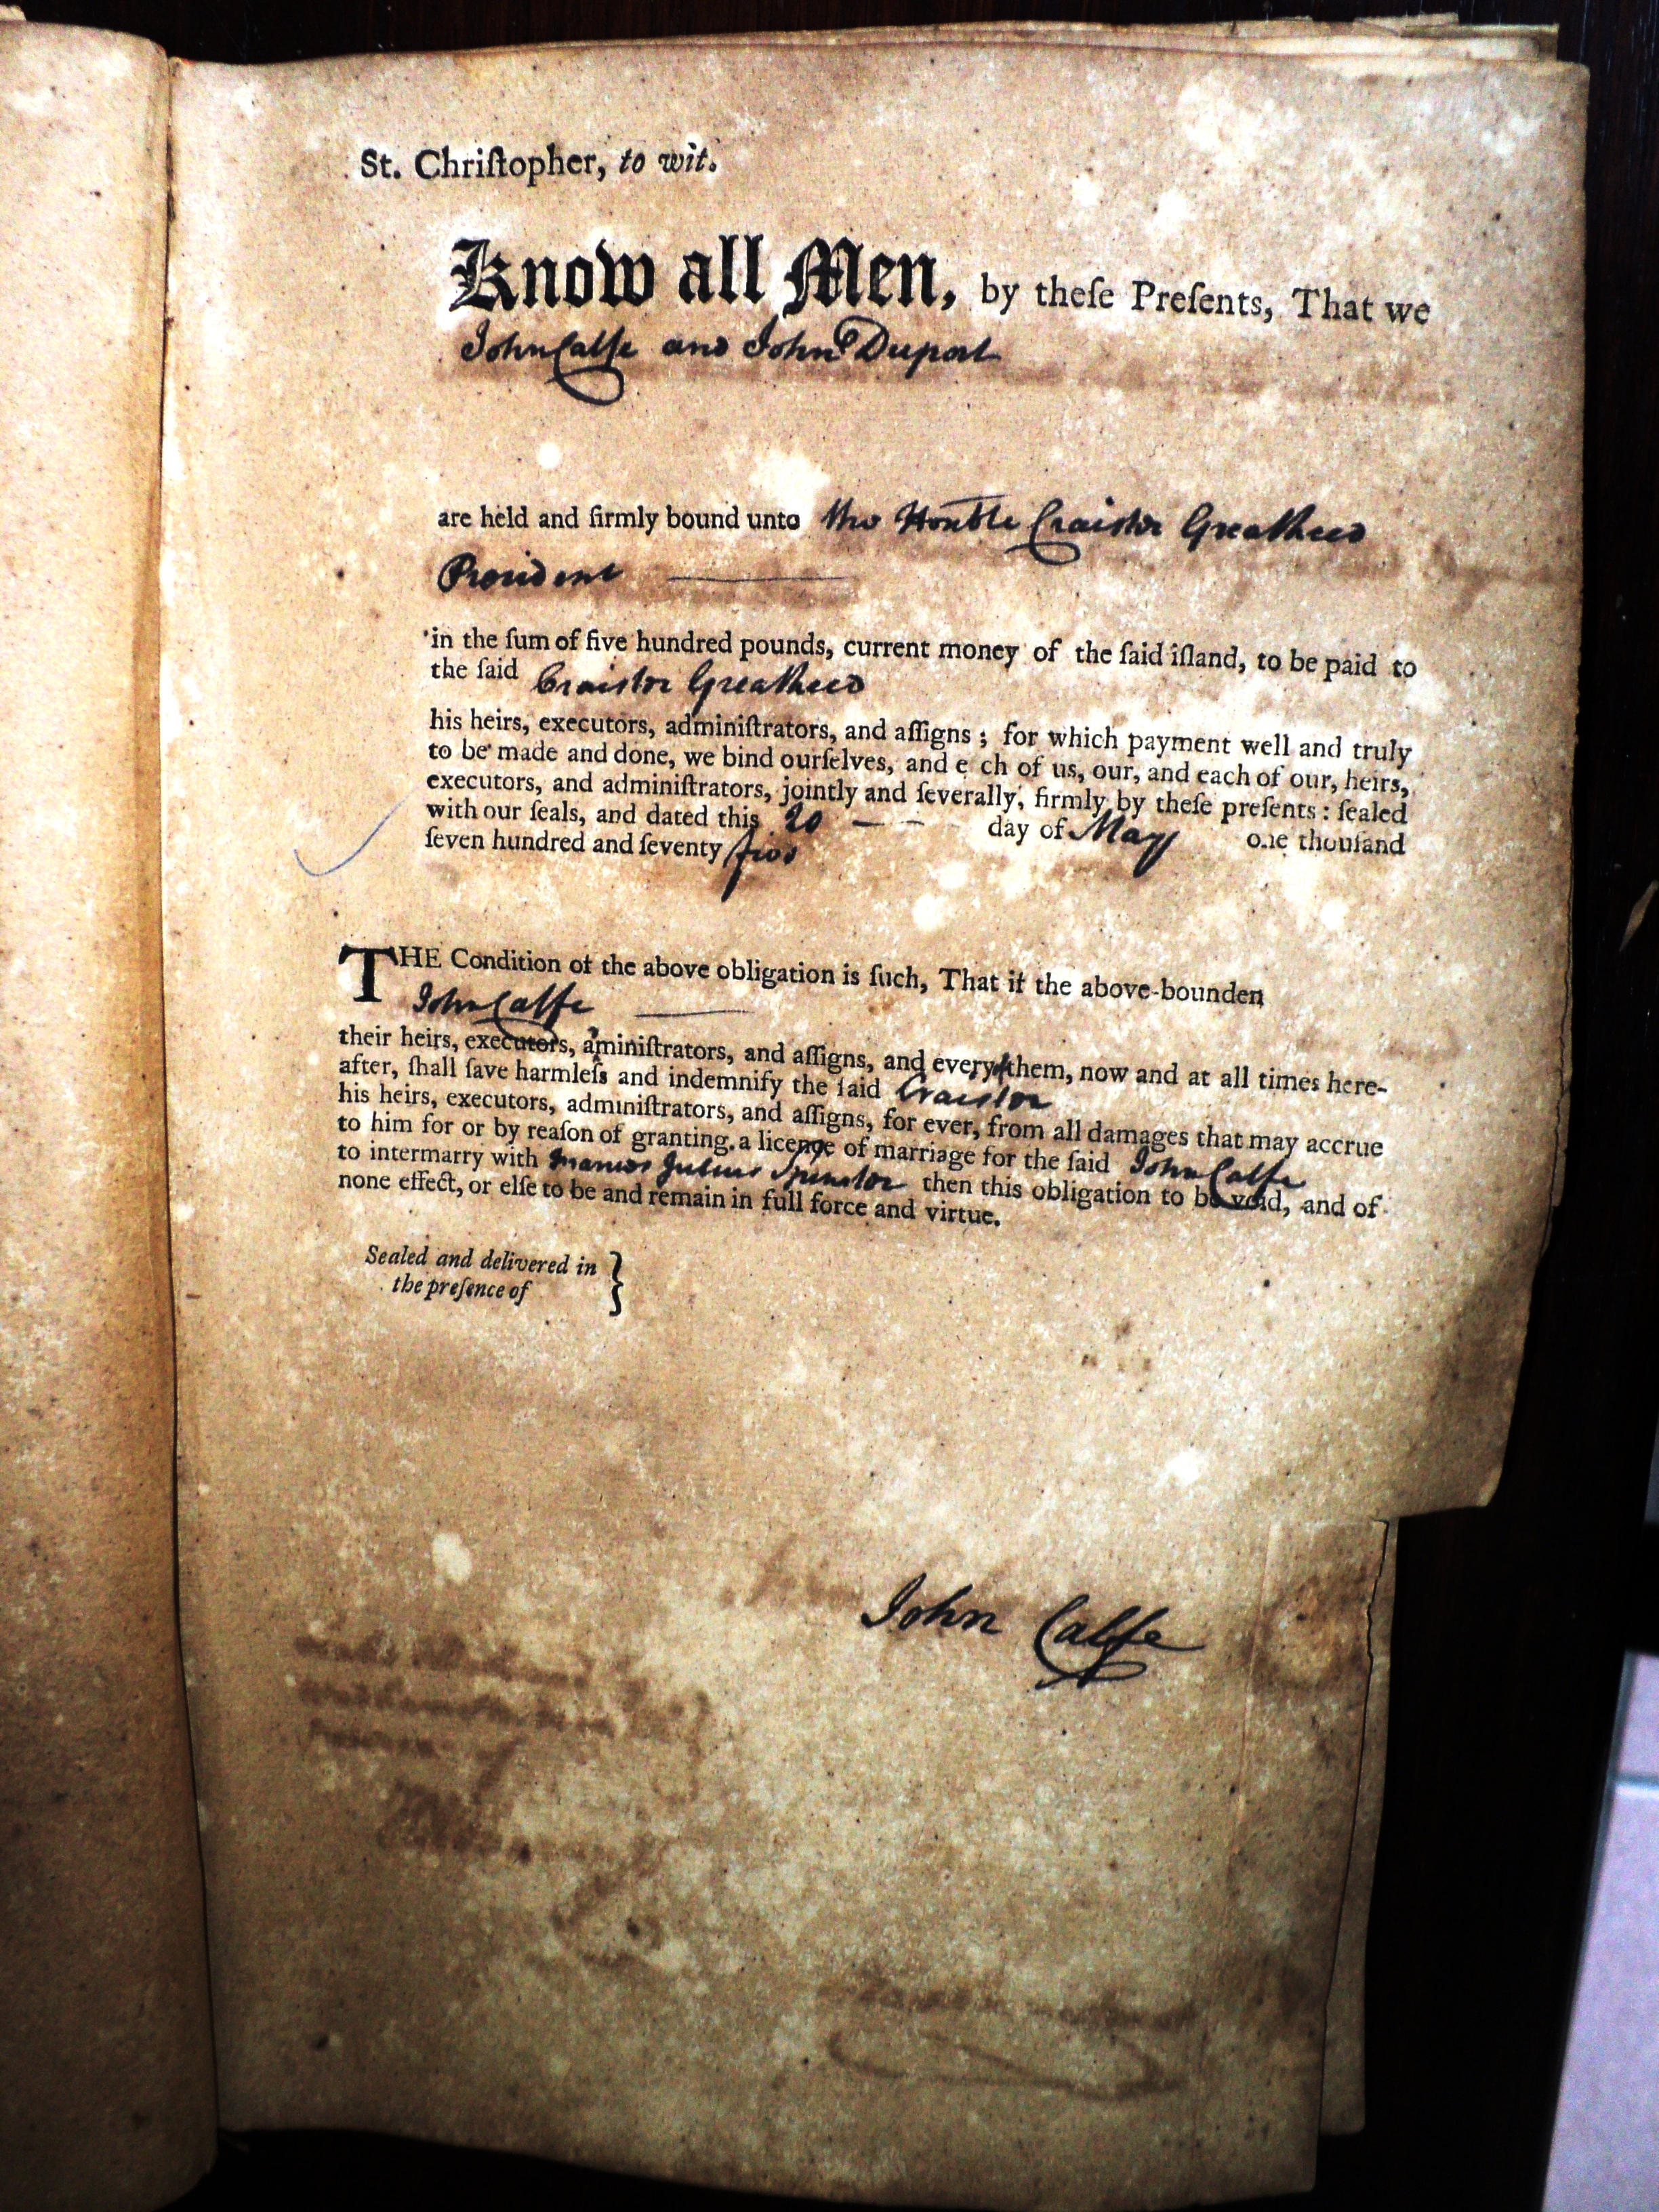 St. Chriſtopher, to wit.
Know all Men, by theſe Preſents, That we
John Calfe and John P Duport
are held and firmly bound unto the Honble Craister Greatheed
President
in the ſum of five hundred pounds, current money of the ſaid iſland, to be paid to
the ſaid Craister Greatheed
his heirs, executors, adminiſtrators, and aſſigns ; for which payment well and truly
to be made and done, we bind ourſelves, and e ch of us, our, and each of our, heirs,
executors, and adminiſtrators, jointly and ſeverally, firmly by theſe preſents : ſealed
with our ſeals, and dated this 20 day of May one thouſand
ſeven hundred and ſeventy two
THE Condition of the above obligation is ſuch, That if the above-bounden
John Calfe
their heirs, executors, aminiſtrators, and aſſigns, and every of them, now and at all times here-
after, ſhall ſave harmleſs and indemnify the ſaid Craister
his heirs, executors, adminiſtrators, and aſſigns, for ever, from all damages that may accrue
to him for or by reaſon of granting a licence of marriage for the ſaid John Calfe
to intermarry with Julius then this obligation to be void, and of
none effect, or elſe to be and remain in full force and virtue.
Sealed and delivered in
the preſence of
John Calfe